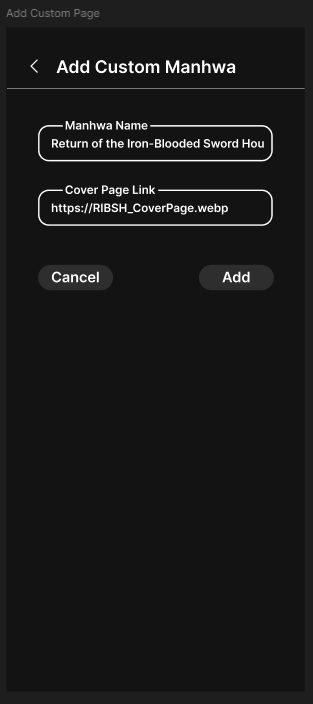 Add Custom Page
Add Custom Manhwa
Manhwa Name
Return of the Iron-Blooded Sword Hou
Cover Page Link
https://RIBSH_CoverPage.webp
Cancel
Add